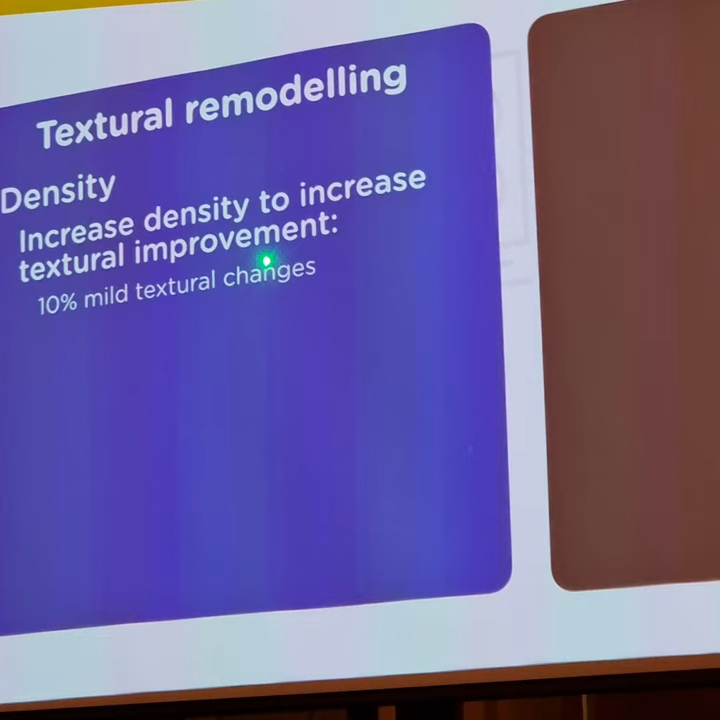 Textural remodelling
Density
Increase density to increase
textural improvement:
10% mild textural changes